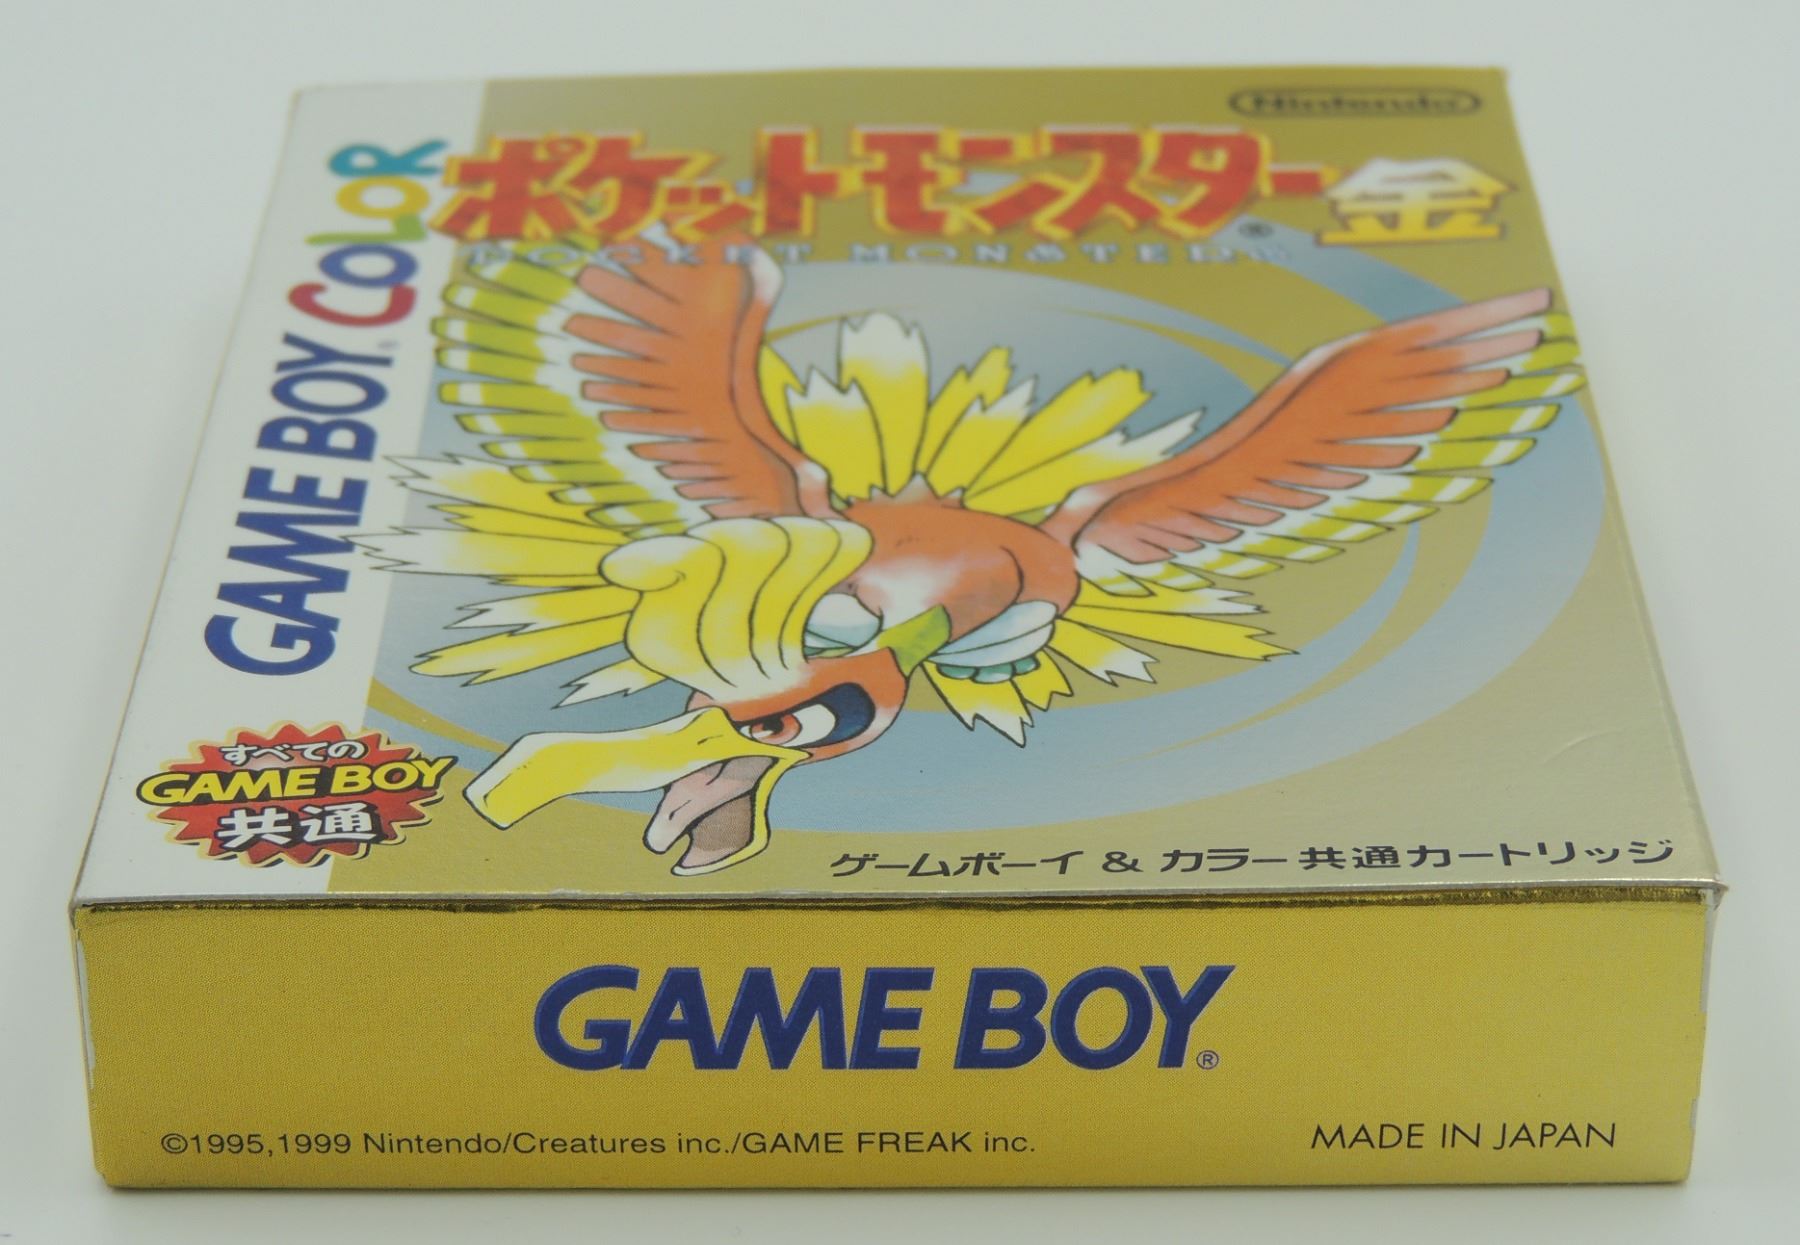 Nintendo
ポケットモンスター金
POCKET MONSTERS
GAME BOY COLOR
すべての
GAME BOY
共通
ゲームボーイ & カラー共通カートリッジ
GAME BOY®
©1995,1999 Nintendo/Creatures inc./GAME FREAK inc.
MADE IN JAPAN